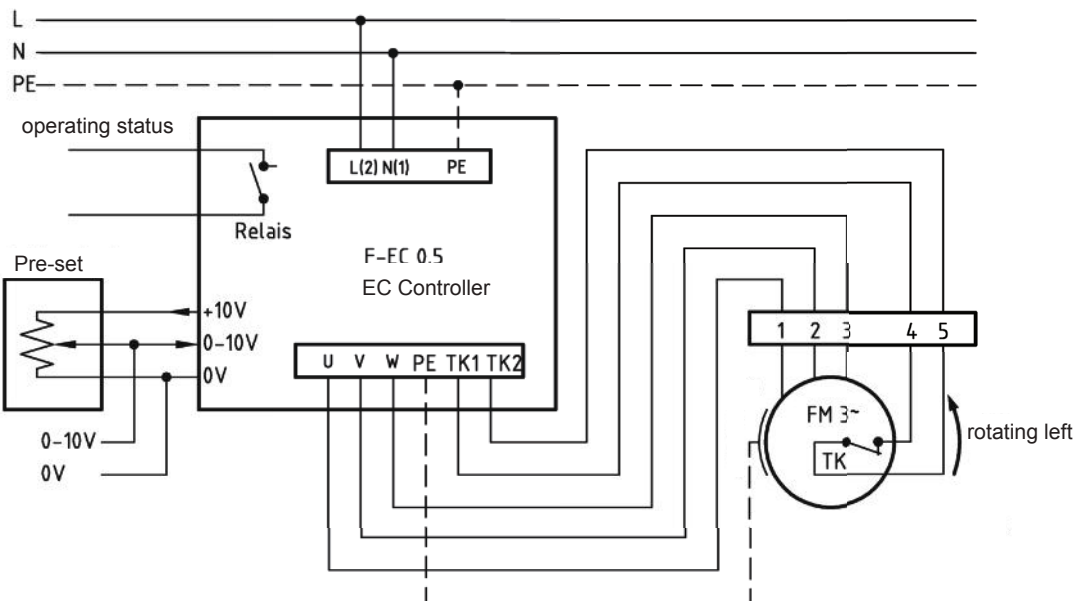 L
N
PE
operating status
L(2) N(1) PE
Relais
F-EC 0.5
EC Controller
Pre-set
+10V
0-10V
0V
U V W PE TK1 TK2
0-10V
0V
1 2 3 4 5
FM 3~
TK
rotating left